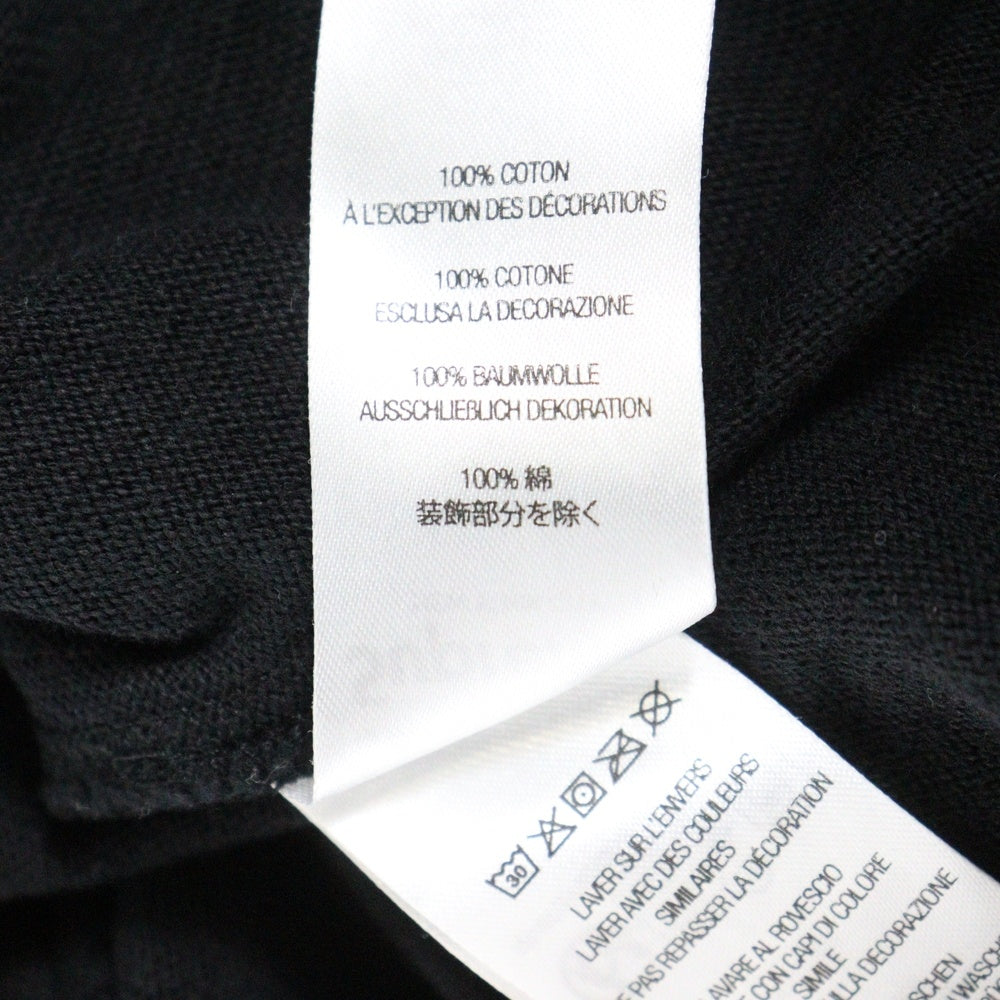 100% COTON
À L'EXCEPTION DES DÉCORATIONS
100% COTONE
ESCLUSA LA DECORAZIONE
100% BAUMWOLLE
AUSSCHLIEBLICH DEKORATION
100% 綿
装飾部分を除く
30
LAVER SUR L'ENVERS
LAVER AVEC DES COULEURS
SIMILAIRES
PAS REPASSER LA DÉCORATION
AL ROVESCIO
CON CAPI DI COLORE
SIMILE
LA DECORAZIONE